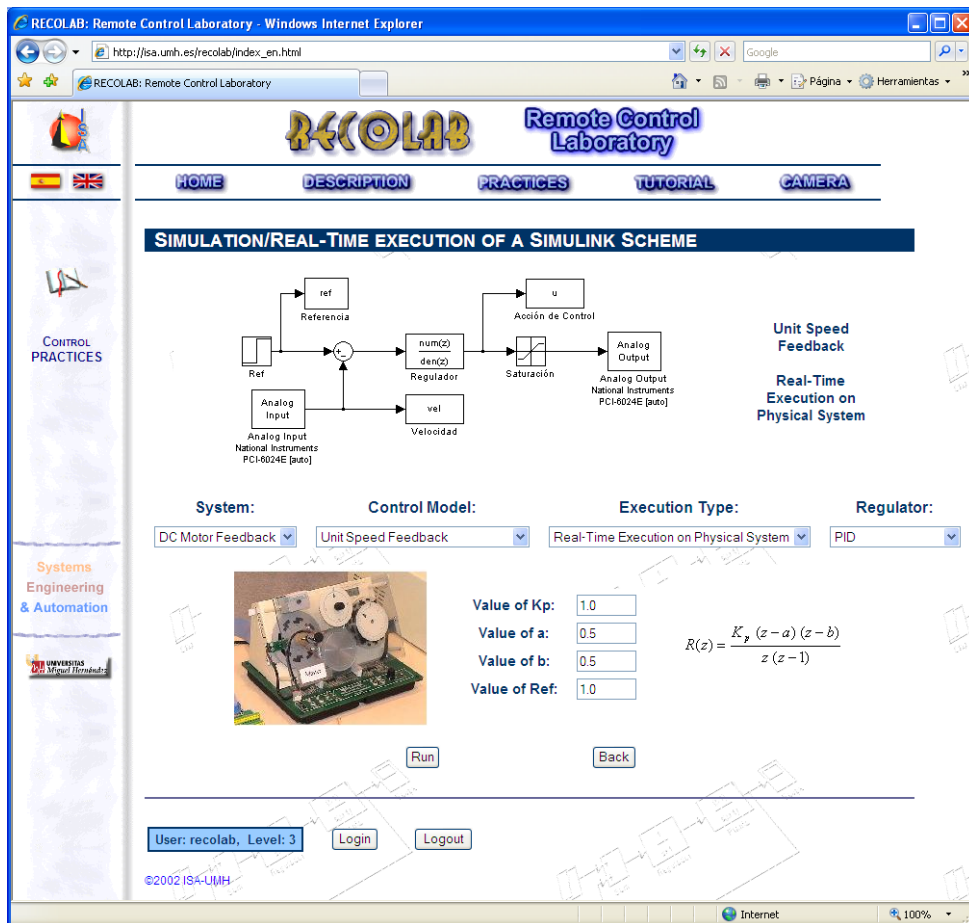 RECOLAB: Remote Control Laboratory - Windows Internet Explorer
http://isa.umh.es/recolab/index_en.html
Google
RECOLAB: Remote Control Laboratory
Página
Herramientas
»
ISA
RECOLAB
Remote Control
Laboratory
HOME
DESCRIPTION
PRACTICES
TUTORIAL
CAMERA
SIMULATION/REAL-TIME EXECUTION OF A SIMULINK SCHEME
CONTROL
PRACTICES
ref
Referencia
u
Acción de Control
Ref
+
-
num(z)
den(z)
Regulador
Saturación
Analog
Output
Analog Output
National Instruments
PCI-6024E [auto]
Analog
Input
Analog Input
National Instruments
PCI-6024E [auto]
vel
Velocidad
Unit Speed
Feedback
Real-Time
Execution on
Physical System
System:
Control Model:
Execution Type:
Regulator:
DC Motor Feedback
Unit Speed Feedback
Real-Time Execution on Physical System
PID
Systems
Engineering
& Automation
UNIVERSITAS
Miguel Hernández
Motor
Value of Kp: 1.0
Value of a: 0.5
Value of b: 0.5
Value of Ref: 1.0
R(z) = K_p (z-a) (z-b)
z (z-1)
Run
Back
User: recolab, Level: 3
Login
Logout
©2002 ISA-UMH
Internet
100%